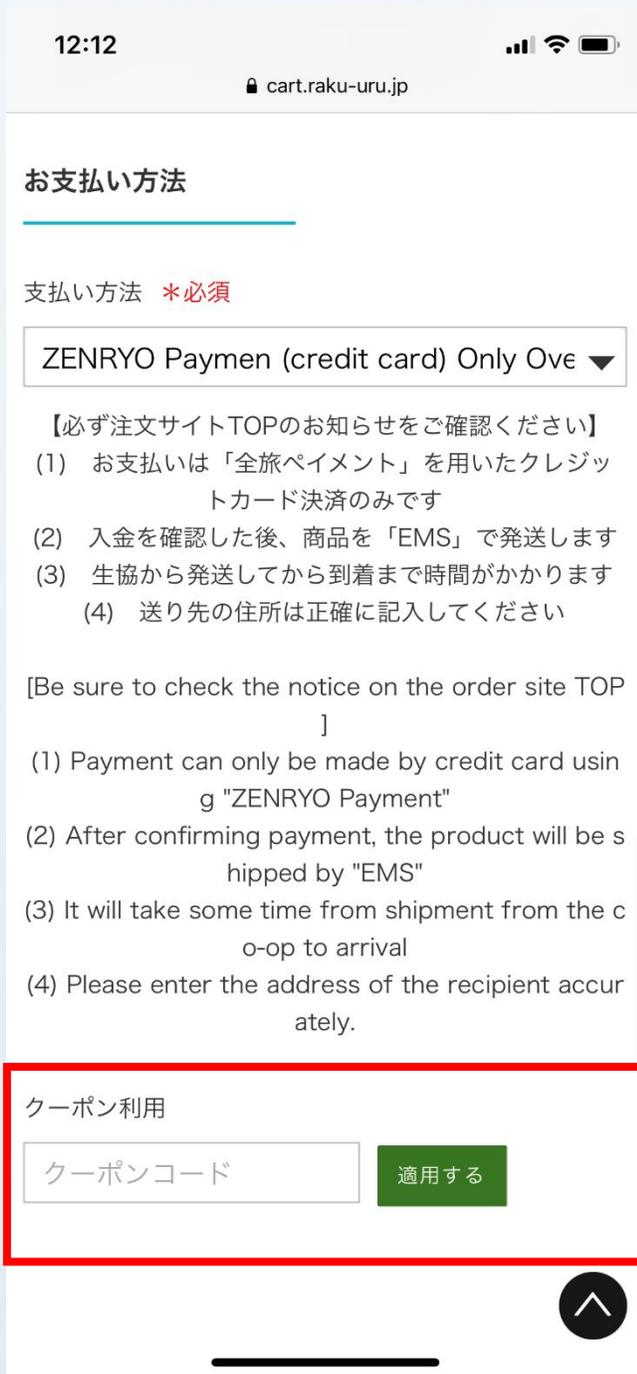 12:12
cart.raku-uru.jp
お支払い方法
支払い方法 ＊必須
ZENRYO Paymen (credit card) Only Ove
【必ず注文サイトTOPのお知らせをご確認ください】
(1)　お支払いは「全旅ペイメント」を用いたクレジッ
トカード決済のみです
(2)　入金を確認した後、商品を「EMS」で発送します
(3)　生協から発送してから到着まで時間がかかります
(4)　送り先の住所は正確に記入してください
[Be sure to check the notice on the order site TOP
]
(1) Payment can only be made by credit card usin
g "ZENRYO Payment"
(2) After confirming payment, the product will be s
hipped by "EMS"
(3) It will take some time from shipment from the c
o-op to arrival
(4) Please enter the address of the recipient accur
ately.
クーポン利用
クーポンコード 適用する